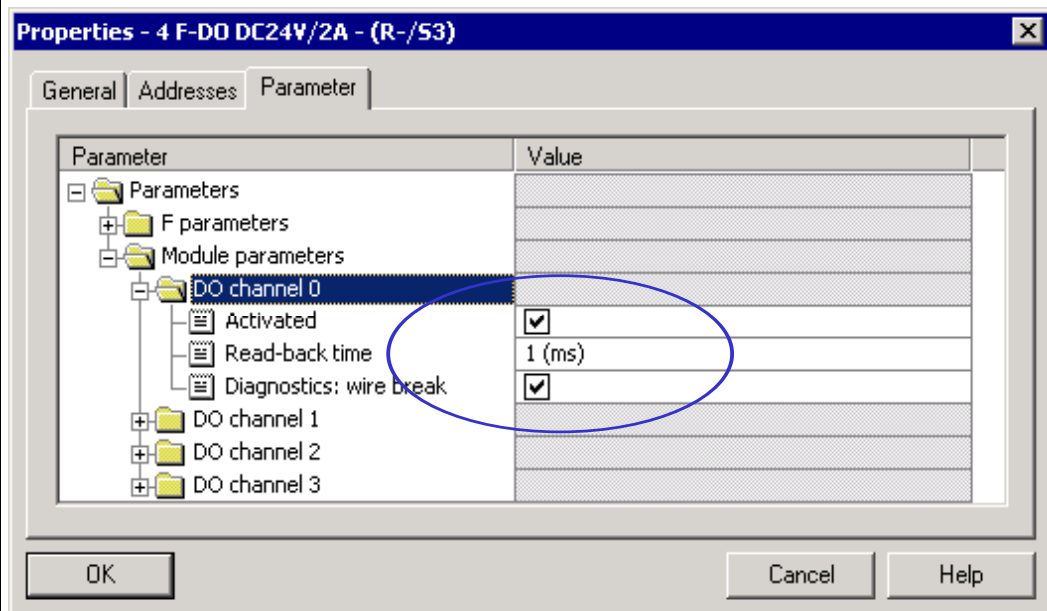 Properties - 4 F-DO DC24V/2A - (R-/S3)
General Addresses Parameter
Parameter Value
Parameters
F parameters
Module parameters
DO channel 0
Activated
Read-back time 1 (ms)
Diagnostics: wire break
DO channel 1
DO channel 2
DO channel 3
OK Cancel Help